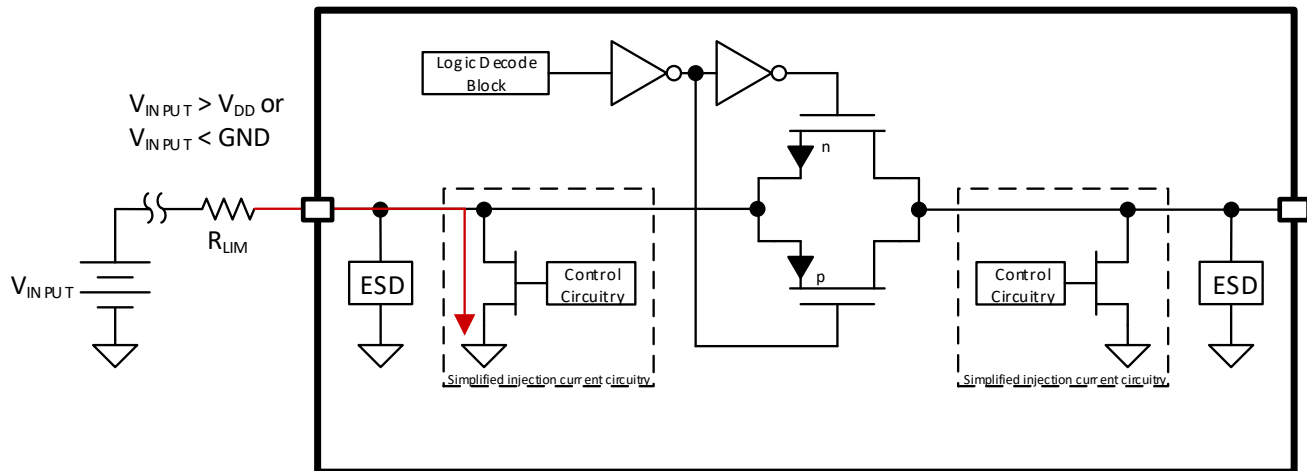 Logic Decode
Block
V_INPUT > V_DD or
V_INPUT < GND
n
R_LIM
p
V_INPUT
ESD
Control
Circuitry
Control
Circuitry
ESD
Simplified injection current circuitry
Simplified injection current circuitry